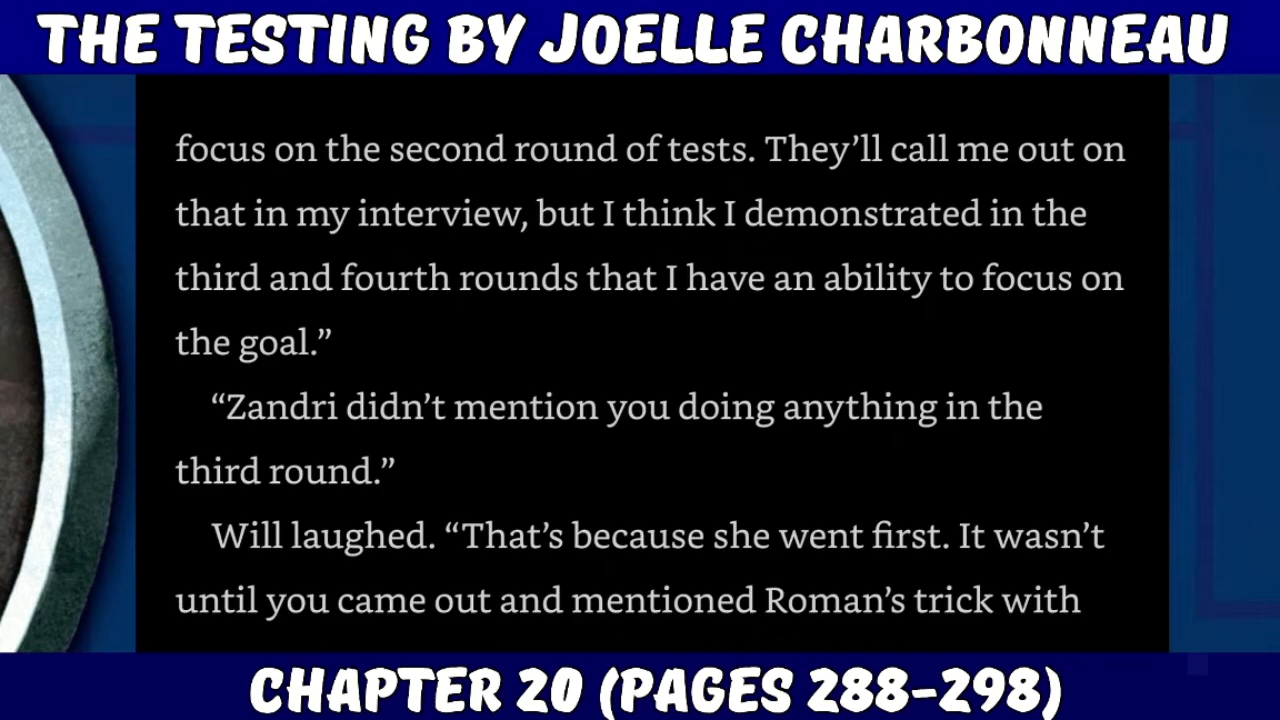 THE TESTING BY JOELLE CHARBONNEAU
focus on the second round of tests. They’ll call me out on
that in my interview, but I think I demonstrated in the
third and fourth rounds that I have an ability to focus on
the goal.”
“Zandri didn’t mention you doing anything in the
third round.”
Will laughed. “That’s because she went first. It wasn’t
until you came out and mentioned Roman’s trick with
CHAPTER 20 (PAGES 288-298)